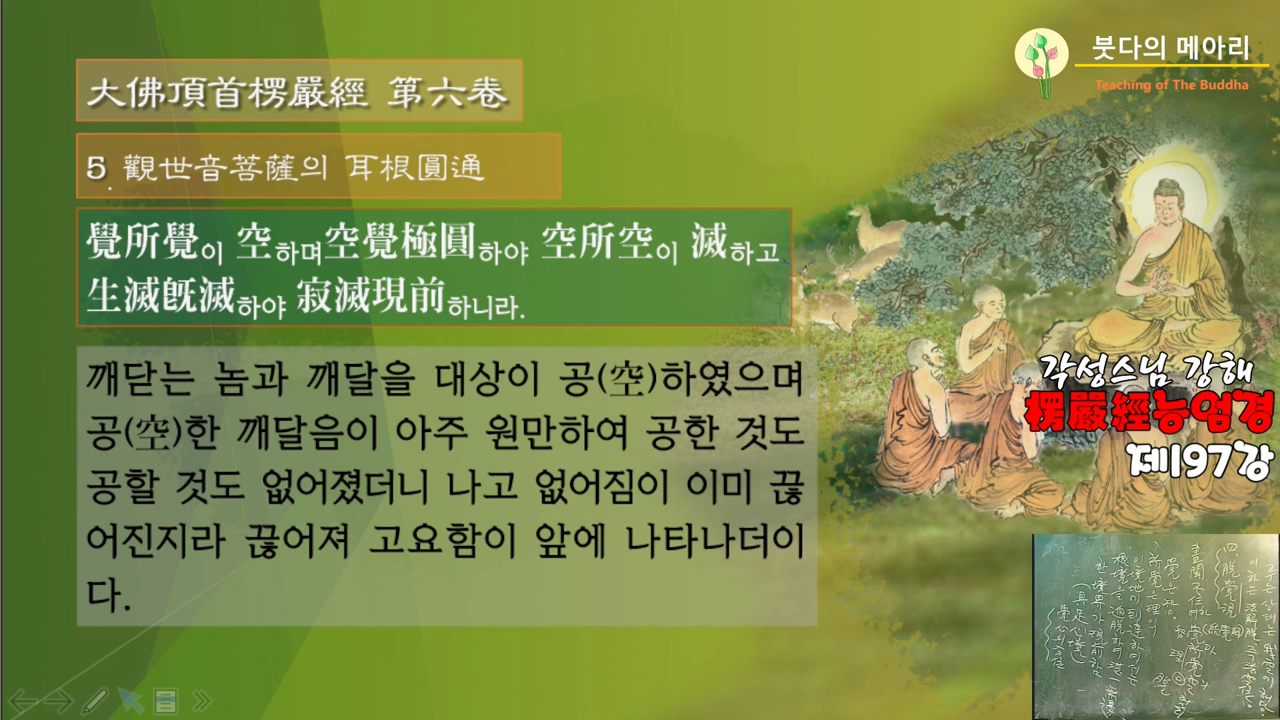 大佛頂首楞嚴經 第六卷
5. 觀世音菩薩의 耳根圓通
覺所覺이 空하며空覺極圓하야 空所空이 滅하고
生滅旣滅하야 寂滅現前하니라.
깨닫는 놈과 깨달을 대상이 공(空)하였으며
공(空)한 깨달음이 아주 원만하여 공한 것도
공할 것도 없어졌더니 나고 없어짐이 이미 끊
어진지라 끊어져 고요함이 앞에 나타나더이
다.
붓다의 메아리
Teaching of The Buddha
각성스님 강해
楞嚴經능엄경
제197강